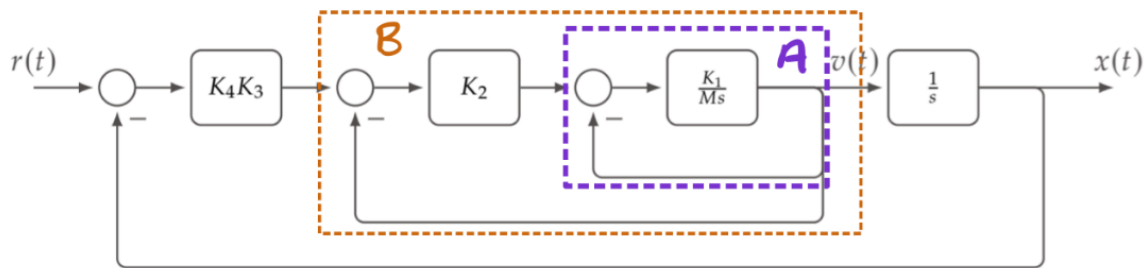 B
A
r(t)
K₄K₃
K₂
K₁
Ms
v(t)
1
s
x(t)
−
−
−